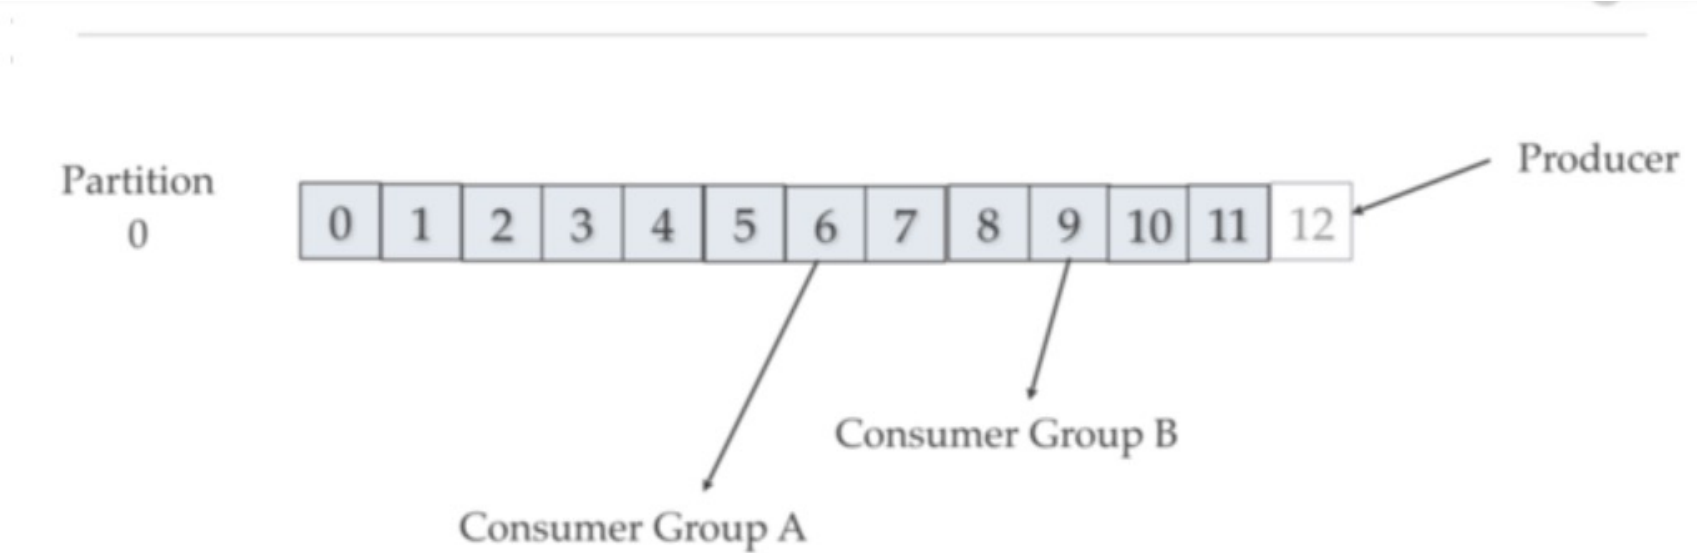 Producer
Partition
0
0 1 2 3 4 5 6 7 8 9 10 11 12
Consumer Group B
Consumer Group A